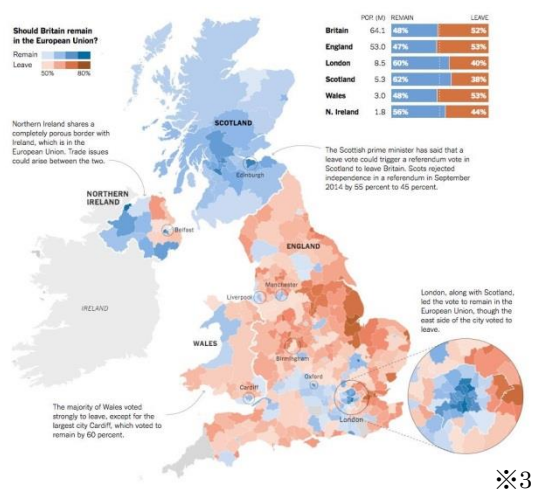 Should Britain remain
in the European Union?
Remain
Leave
50% 80%
POP. (M) REMAIN LEAVE
Britain 64.1 48% 52%
England 53.0 47% 53%
London 8.5 60% 40%
Scotland 5.3 62% 38%
Wales 3.0 48% 53%
N. Ireland 1.8 56% 44%
Northern Ireland shares a
completely porous border with
Ireland, which is in the
European Union. Trade issues
could arise between the two.
SCOTLAND
Edinburgh
The Scottish prime minister has said that a
leave vote could trigger a referendum vote in
Scotland to leave Britain. Scots rejected
independence in a referendum in September
2014 by 55 percent to 45 percent.
NORTHERN
IRELAND
Belfast
ENGLAND
IRELAND
Manchester
Liverpool
London, along with Scotland,
led the vote to remain in the
European Union, though the
east side of the city voted to
leave.
WALES
Birmingham
Oxford
Cardiff
London
The majority of Wales voted
strongly to leave, except for the
largest city Cardiff, which voted to
remain by 60 percent.
※3